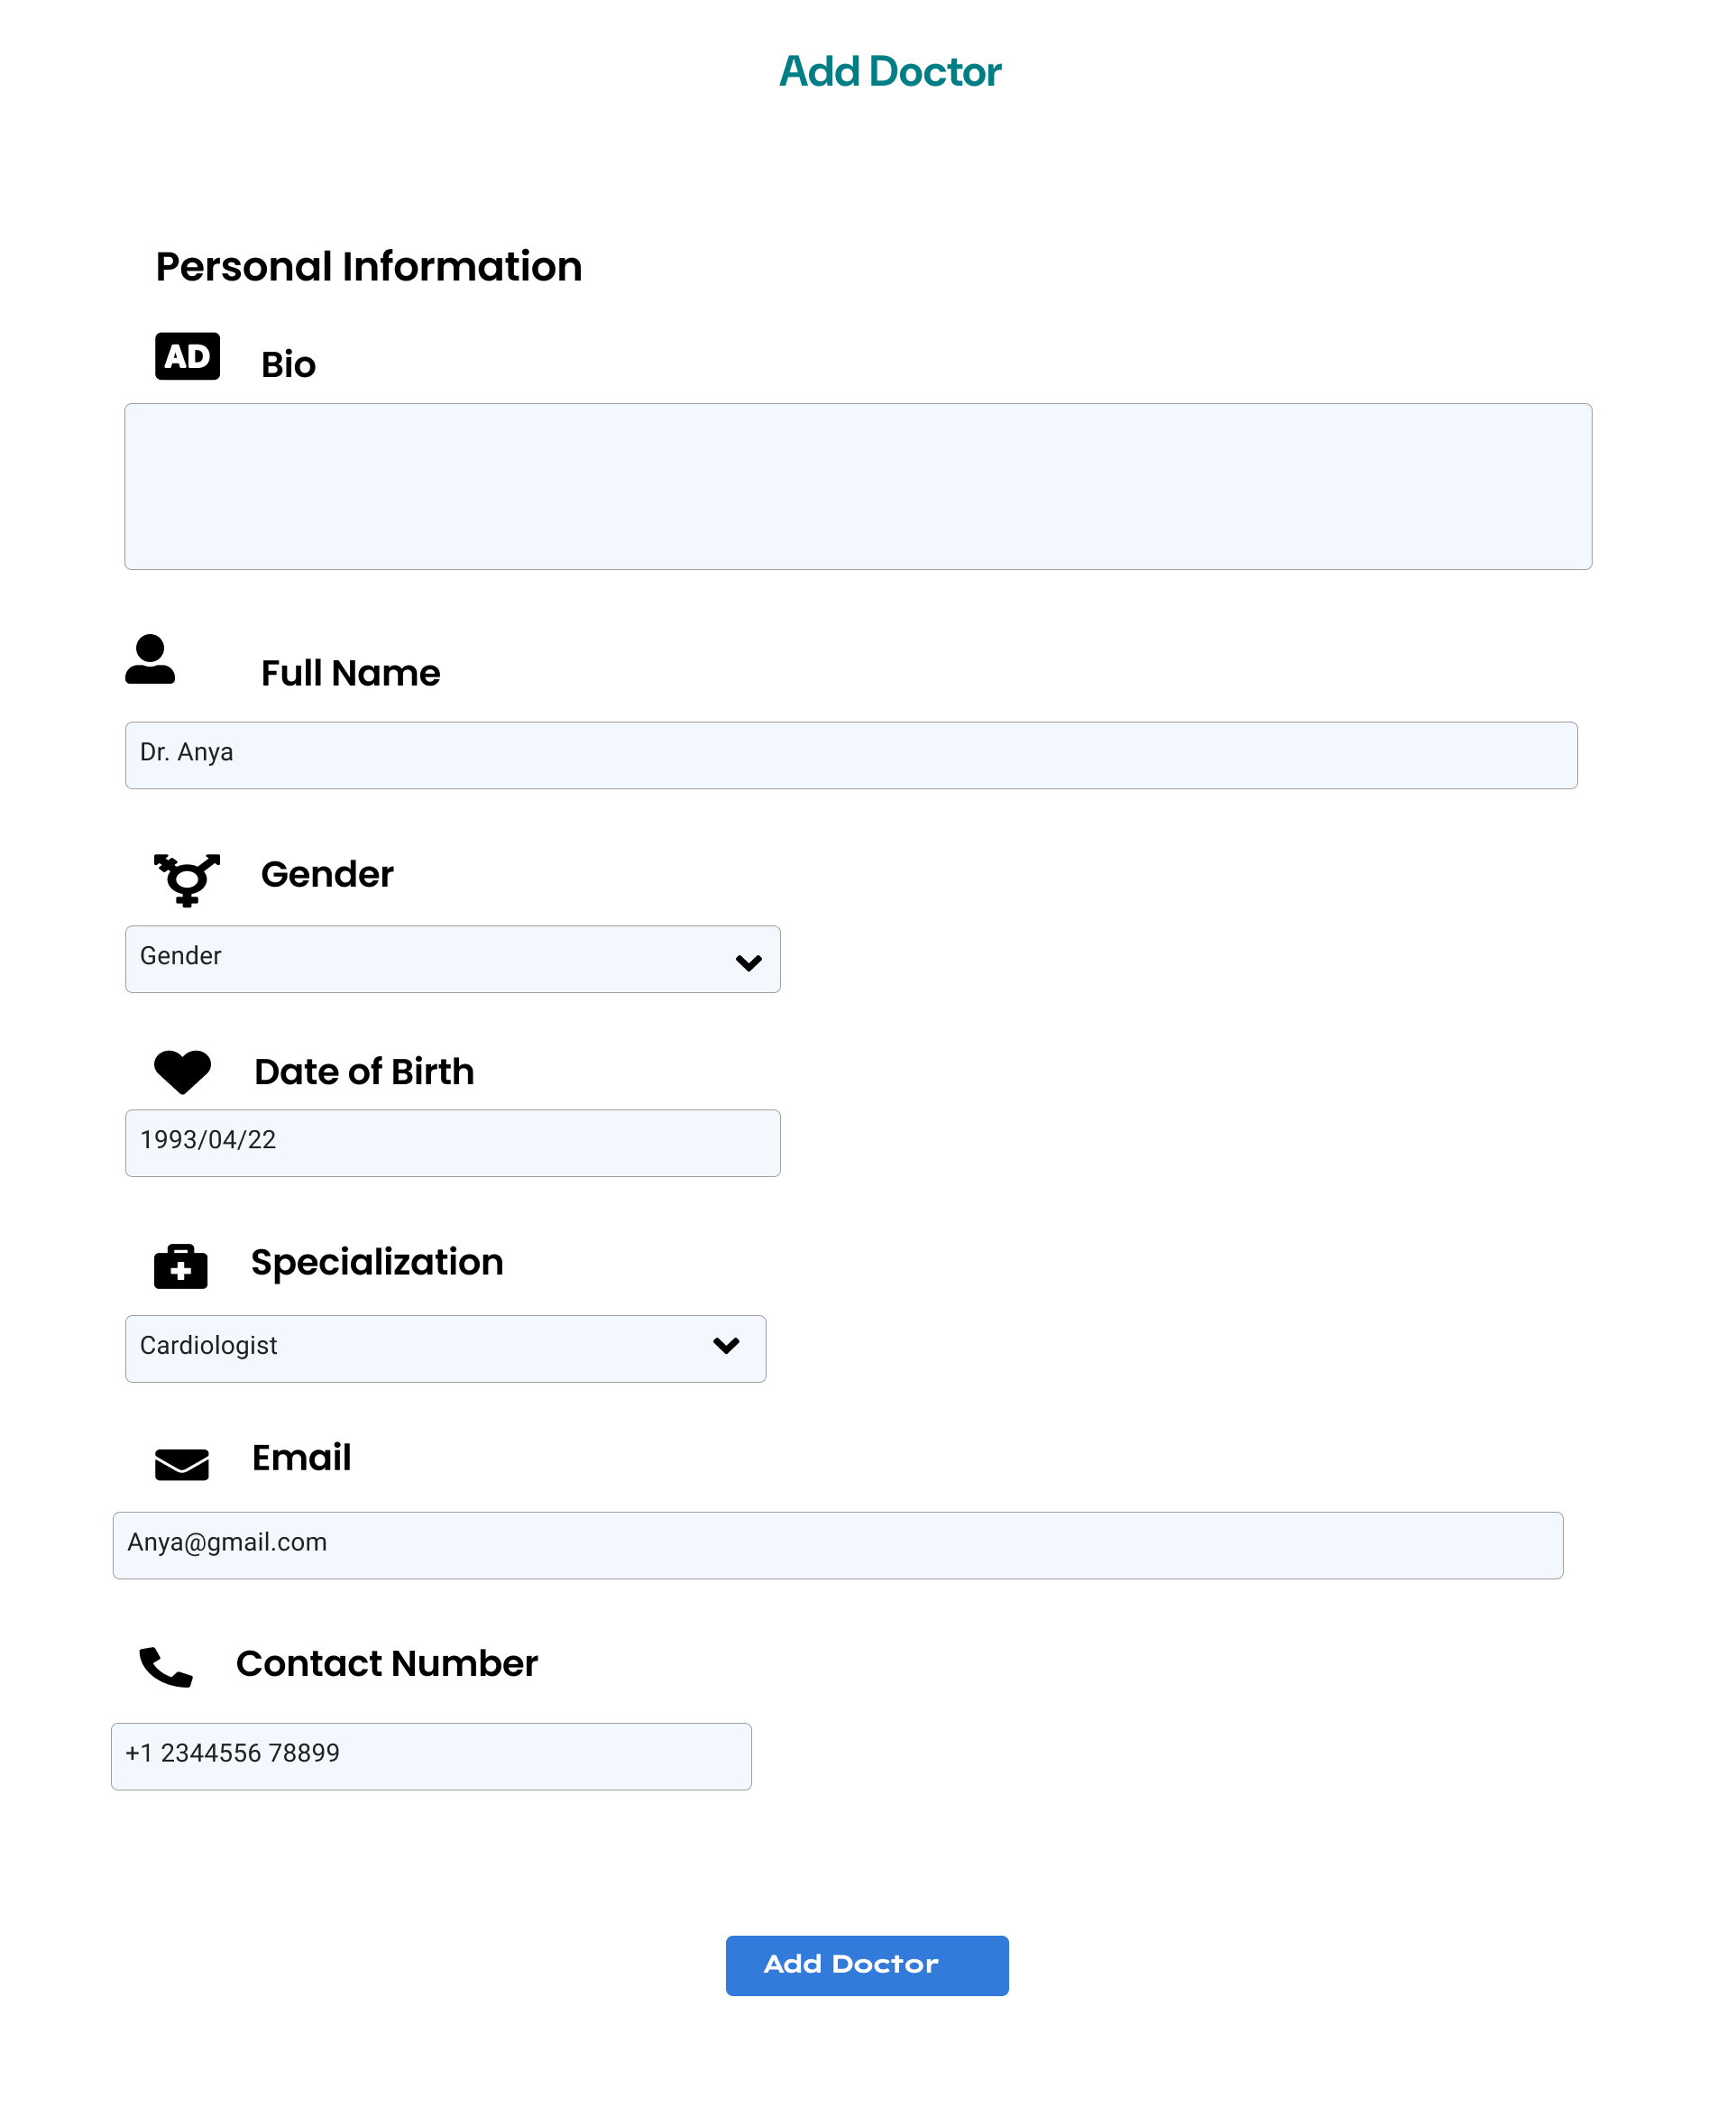 Add Doctor
Personal Information
AD Bio
Full Name
Dr. Anya
Gender
Gender
Date of Birth
1993/04/22
Specialization
Cardiologist
Email
Anya@gmail.com
Contact Number
+1 2344556 78899
Add Doctor